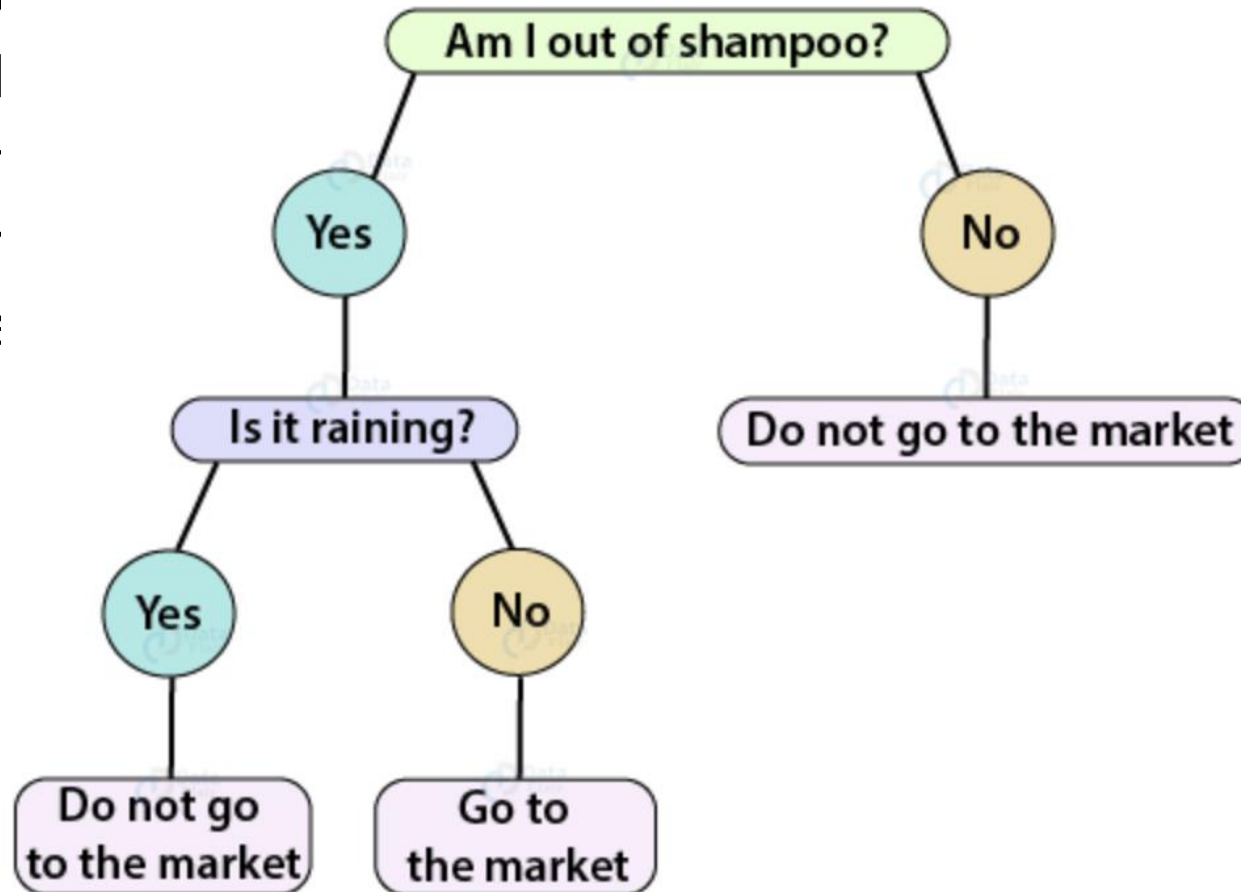 Am I out of shampoo?
Yes
No
Is it raining?
Do not go to the market
Yes
No
Do not go
to the market
Go to
the market